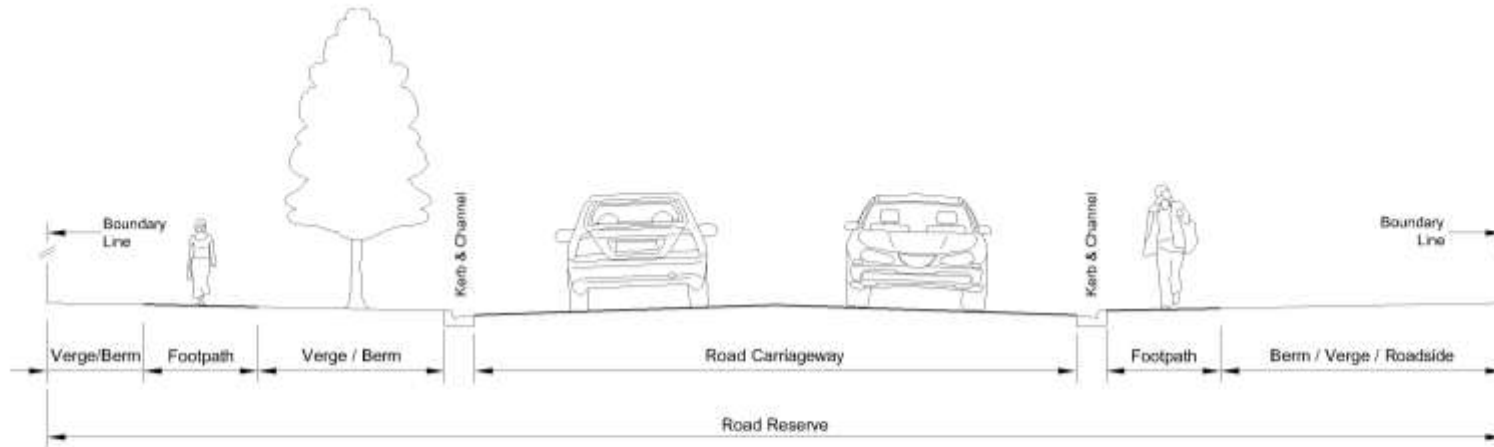 Boundary
Line
Kerb & Channel
Kerb & Channel
Boundary
Line
Verge/Berm
Footpath
Verge / Berm
Road Carriageway
Footpath
Berm / Verge / Roadside
Road Reserve